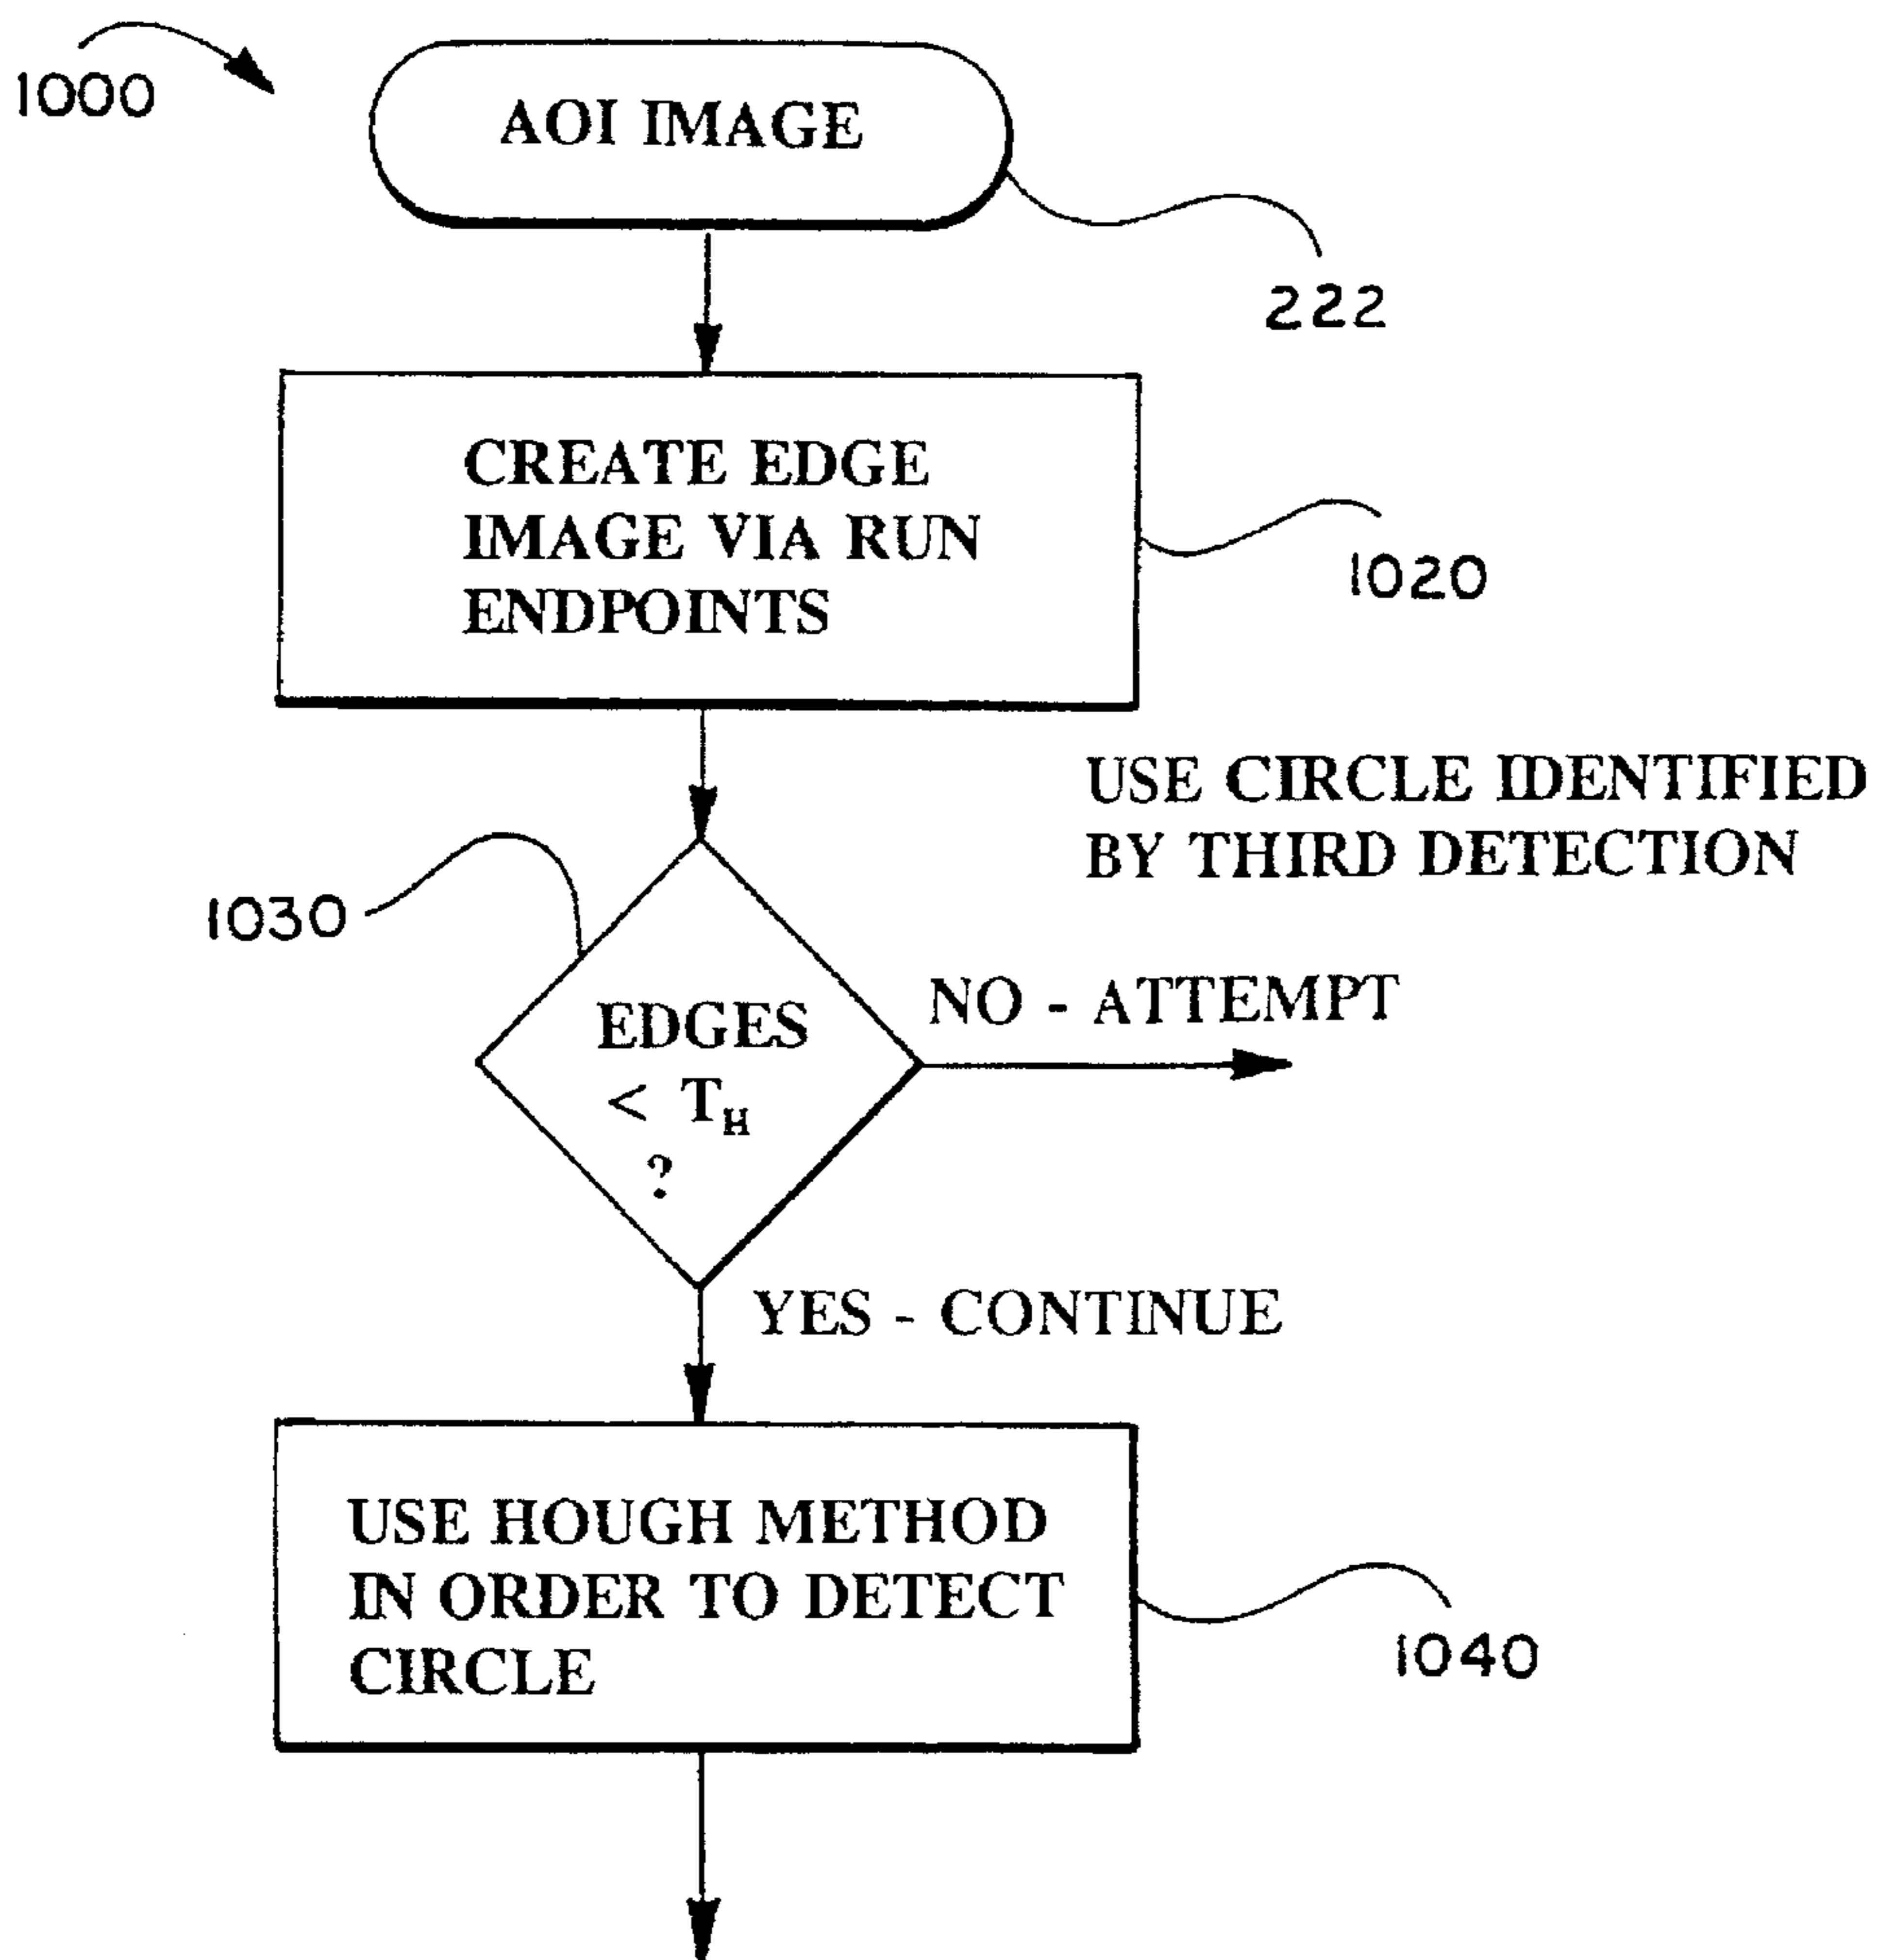 1000
AOI IMAGE
222
CREATE EDGE
IMAGE VIA RUN
ENDPOINTS
1020
USE CIRCLE IDENTIFIED
BY THIRD DETECTION
1030
NO - ATTEMPT
EDGES
< T_H
?
YES - CONTINUE
USE HOUGH METHOD
IN ORDER TO DETECT
CIRCLE
1040